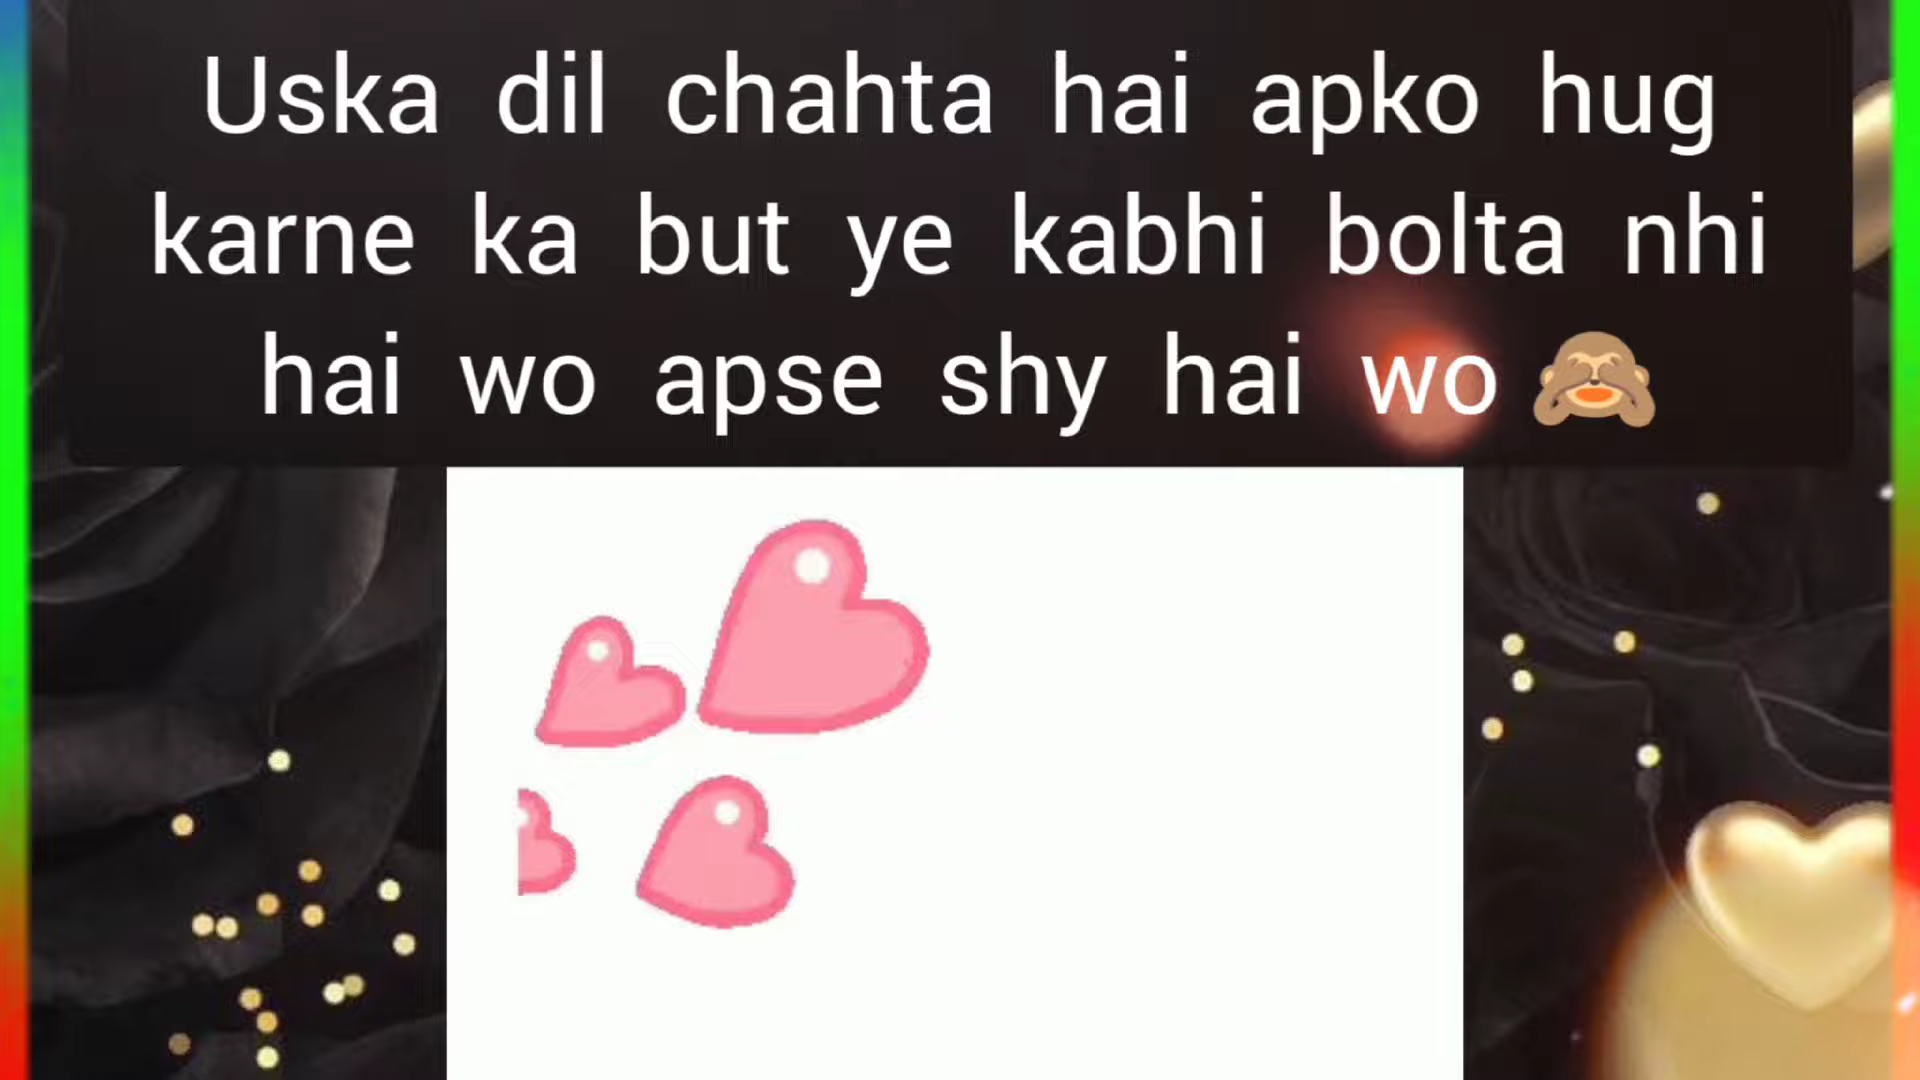 Uska dil chahta hai apko hug
karne ka but ye kabhi bolta nhi
hai wo apse shy hai wo 🙈